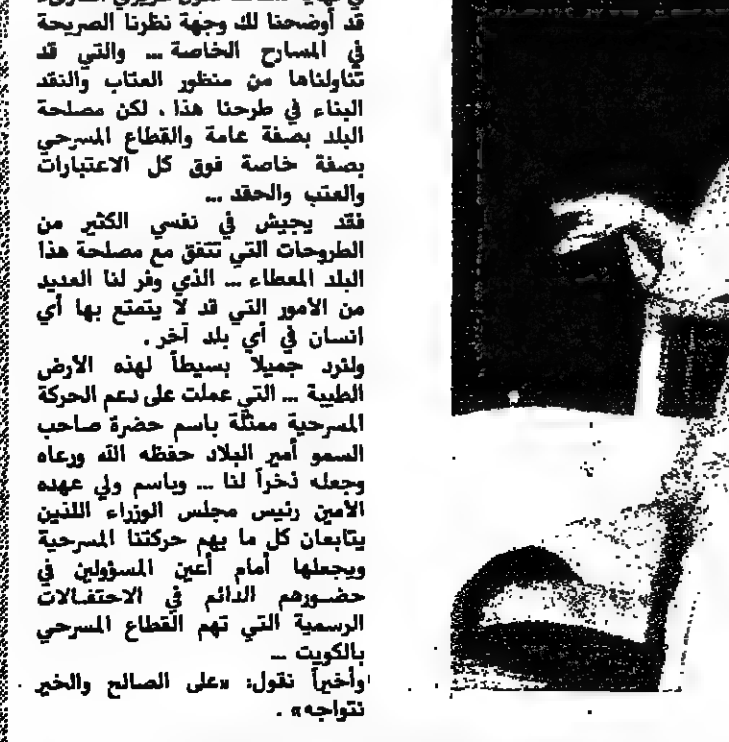 قد أوضحنا لك وجهة نظرنا الصريحة
في المسارح الخاصة ... والتي قد
تناولناها من منظور العتاب والنقد
البناء في طرحنا هذا . لكن مصلحة
البلد بصفة عامة والقطاع المسرحي
بصفة خاصة فوق كل الاعتبارات
والعتب والحقد ...
فقد يجيش في نفسي الكثير من
الطروحات التي تتفق مع مصلحة هذا
البلد المعطاء ... الذي وفر لنا العديد
من الأمور التي قد لا يتمتع بها أي
انسان في أي بلد آخر .
ولنرد جميلا بسيطاً لهذه الأرض
الطيبة ... التي عملت على دعم الحركة
المسرحية ممثلة باسم حضرة صاحب
السمو أمير البلاد حفظه الله ورعاه
وجعله ذخراً لنا ... وباسم ولي عهده
الأمين رئيس مجلس الوزراء اللذين
يتابعان كل ما يهم حركتنا المسرحية
ويجعلها أمام أعين المسؤولين في
حضورهم الدائم في الاحتفالات
الرسمية التي تهم القطاع المسرحي
بالكويت ...
وأخيراً نقول: «على الصالح والخير
نتواجه» .